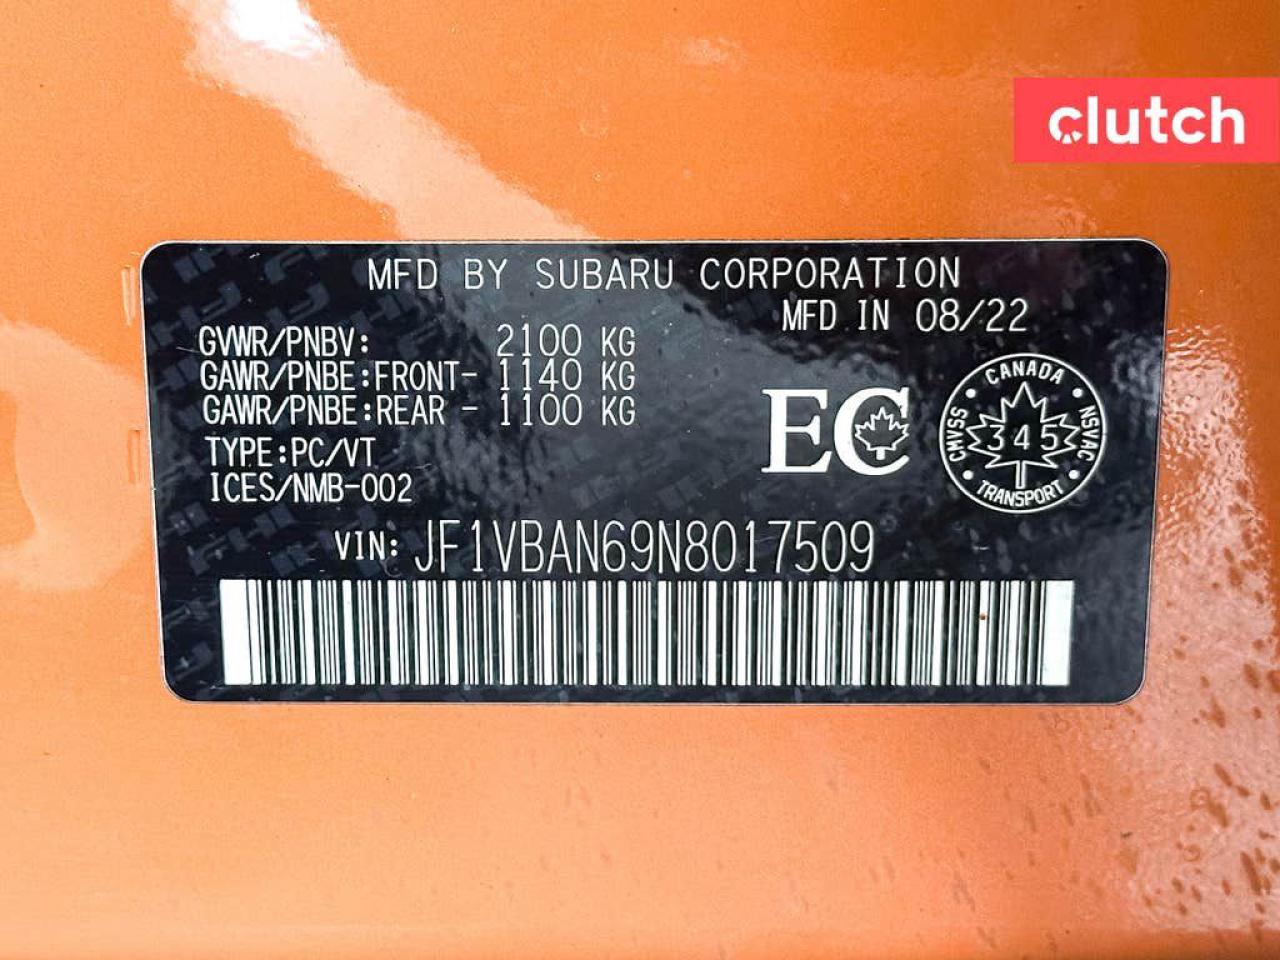 clutch
MFD BY SUBARU CORPORATION
MFD IN 08/22
GVWR/PNBV: 2100 KG
GAWR/PNBE:FRONT- 1140 KG
GAWR/PNBE:REAR - 1100 KG
TYPE:PC/VT
ICES/NMB-002
EC
CANADA
CMVSS 345 NSVAC
TRANSPORT
VIN: JF1VBAN69N8017509